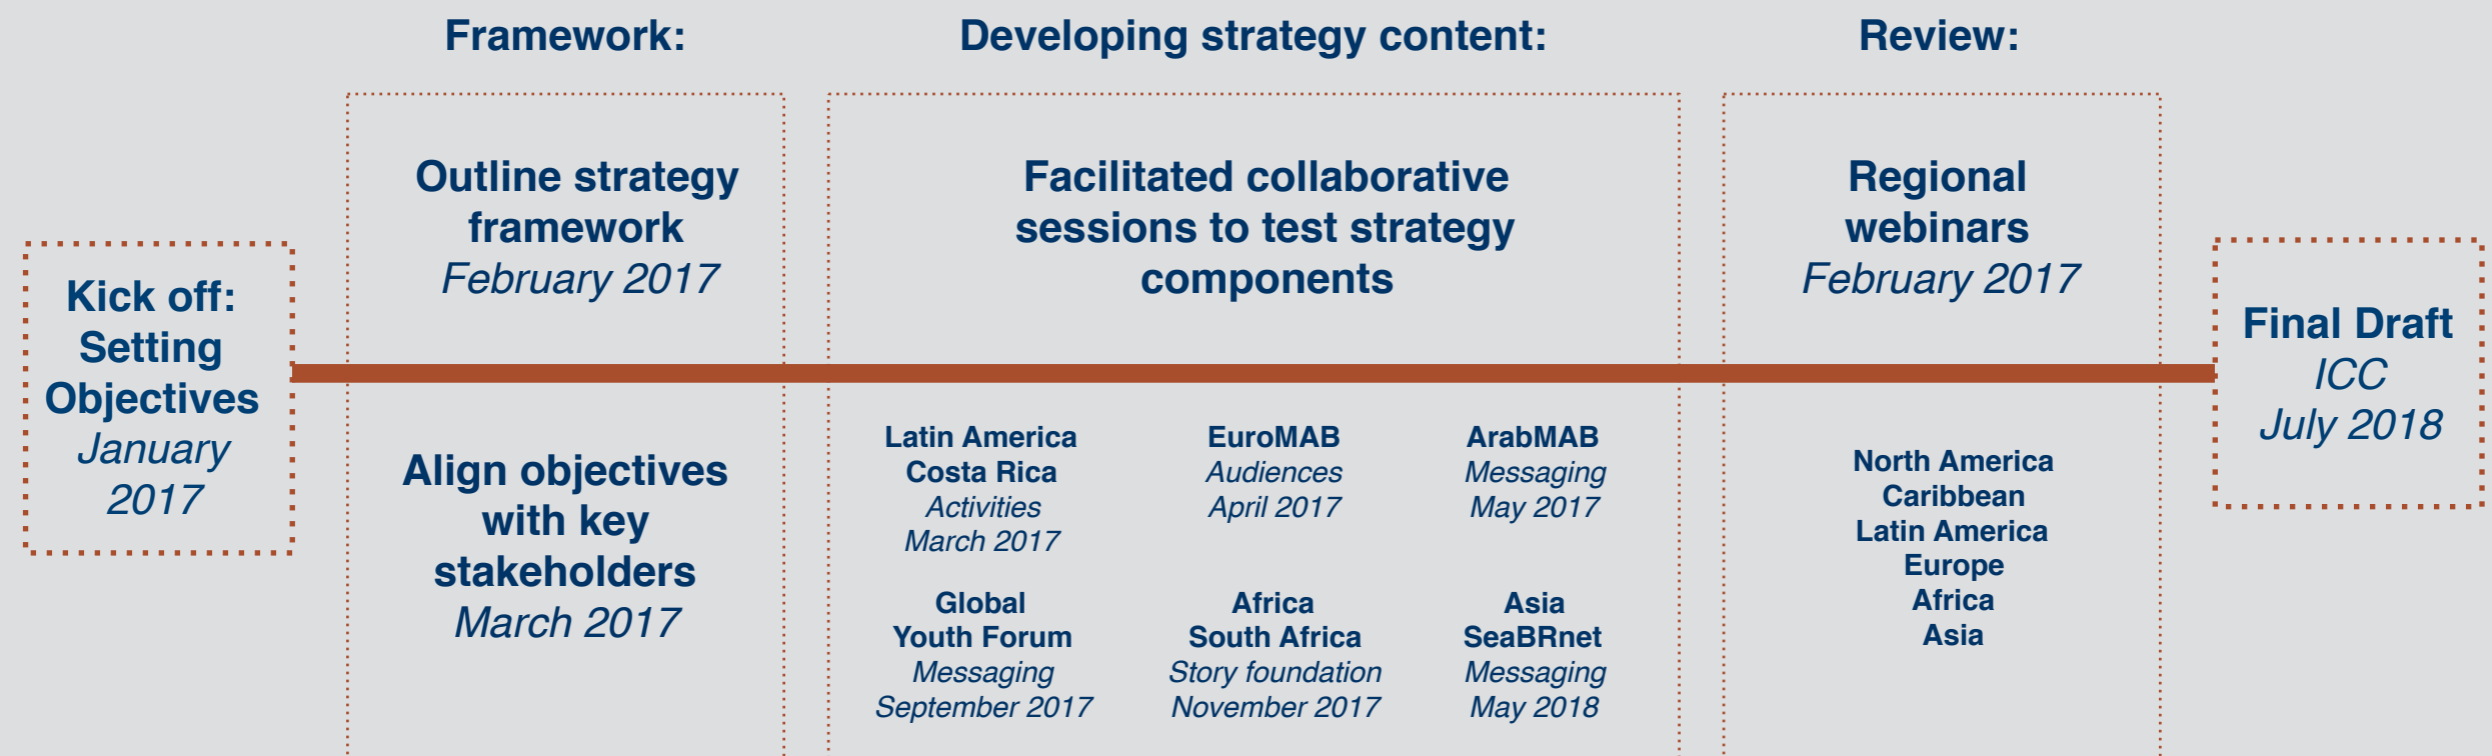 Framework:
Developing strategy content:
Review:
Kick off:
Setting
Objectives
January
2017
Outline strategy
framework
February 2017
Align objectives
with key
stakeholders
March 2017
Facilitated collaborative
sessions to test strategy
components
Latin America
Costa Rica
Activities
March 2017
EuroMAB
Audiences
April 2017
ArabMAB
Messaging
May 2017
Global
Youth Forum
Messaging
September 2017
Africa
South Africa
Story foundation
November 2017
Asia
SeaBRnet
Messaging
May 2018
Regional
webinars
February 2017
North America
Caribbean
Latin America
Europe
Africa
Asia
Final Draft
ICC
July 2018